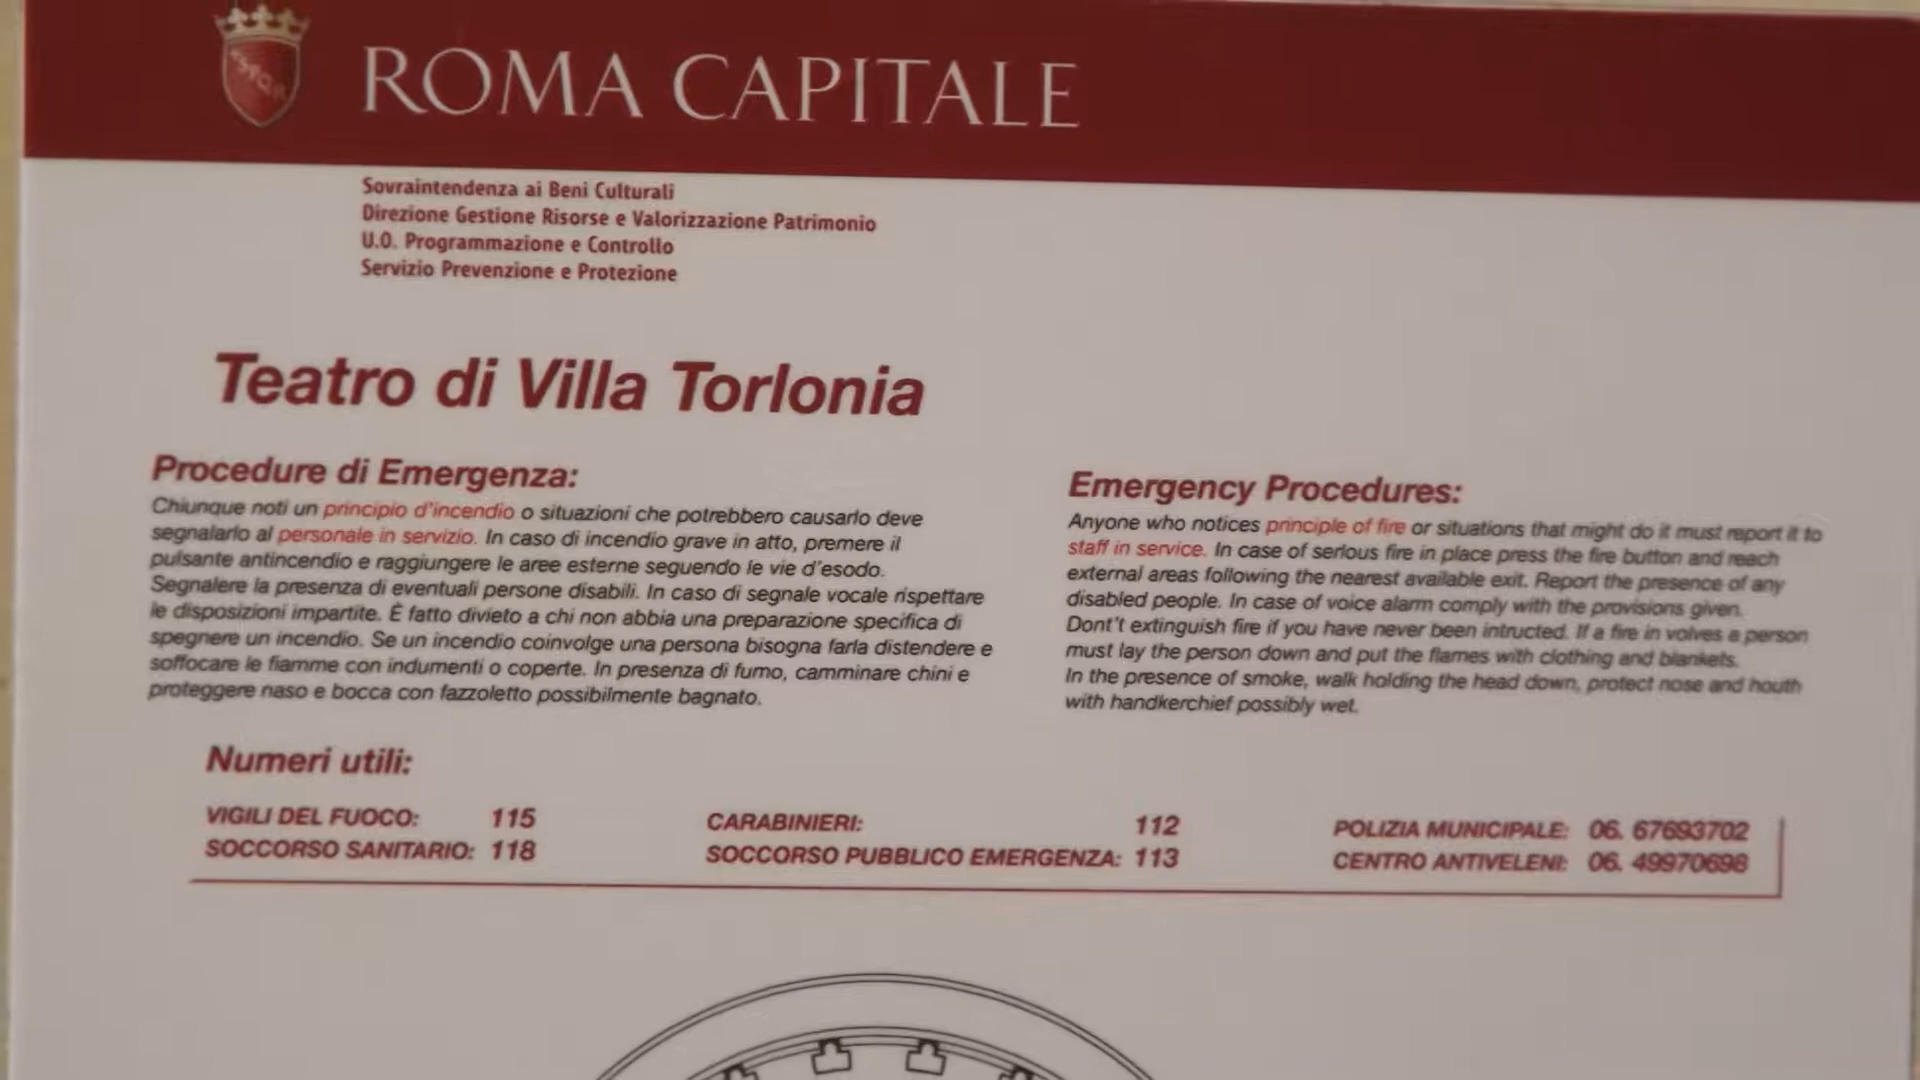 SPQR
ROMA CAPITALE
Sovraintendenza ai Beni Culturali
Direzione Gestione Risorse e Valorizzazione Patrimonio
U.O. Programmazione e Controllo
Servizio Prevenzione e Protezione
Teatro di Villa Torlonia
Procedure di Emergenza:
Chiunque noti un principio d'incendio o situazioni che potrebbero causarlo deve
segnalarlo al personale in servizio. In caso di incendio grave in atto, premere il
pulsante antincendio e raggiungere le aree esterne seguendo le vie d'esodo.
Segnalere la presenza di eventuali persone disabili. In caso di segnale vocale rispettare
le disposizioni impartite. È fatto divieto a chi non abbia una preparazione specifica di
spegnere un incendio. Se un incendio coinvolge una persona bisogna farla distendere e
soffocare le fiamme con indumenti o coperte. In presenza di fumo, camminare chini e
proteggere naso e bocca con fazzoletto possibilmente bagnato.
Emergency Procedures:
Anyone who notices principle of fire or situations that might do it must report it to
staff in service. In case of serious fire in place press the fire button and reach
external areas following the nearest available exit. Report the presence of any
disabled people. In case of voice alarm comply with the provisions given.
Dont't extinguish fire if you have never been intructed. If a fire in volves a person
must lay the person down and put the flames with clothing and blankets.
In the presence of smoke, walk holding the head down, protect nose and houth
with handkerchief possibly wet.
Numeri utili:
VIGILI DEL FUOCO: 115
SOCCORSO SANITARIO: 118
CARABINIERI: 112
SOCCORSO PUBBLICO EMERGENZA: 113
POLIZIA MUNICIPALE: 06. 67693702
CENTRO ANTIVELENI: 06. 49970698